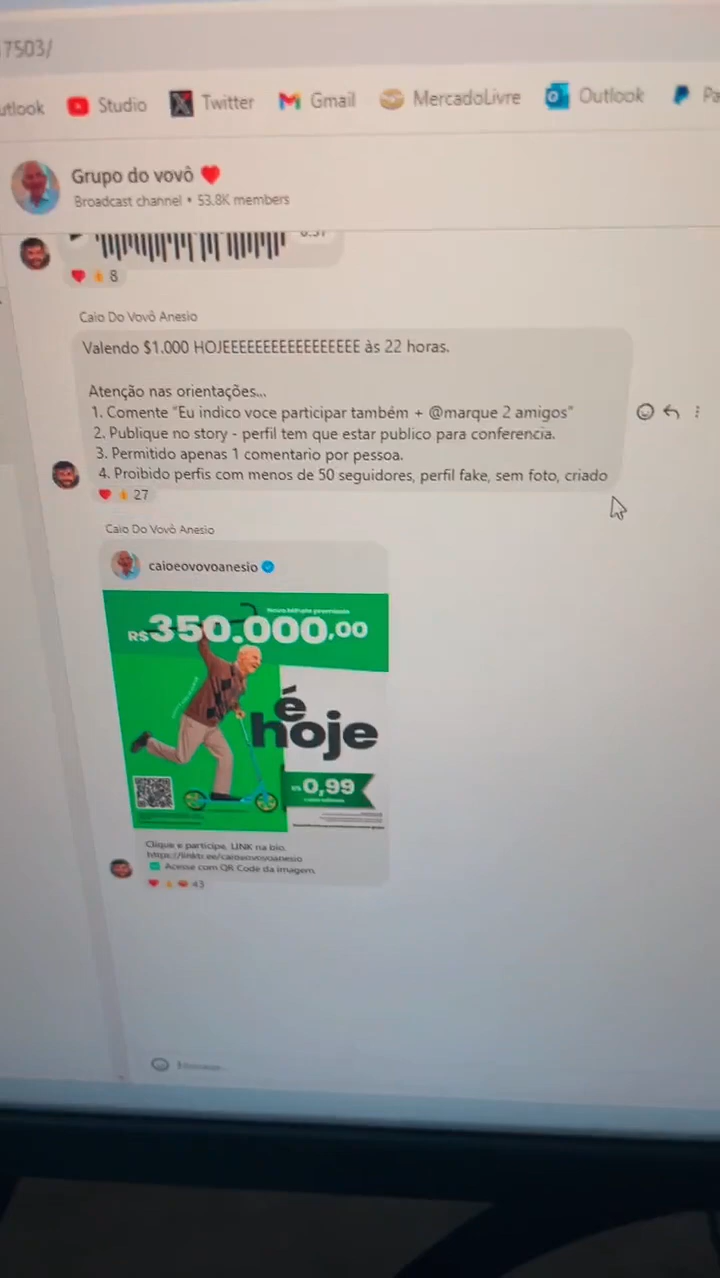 7503/
utlook Studio Twitter Gmail MercadoLivre Outlook Pa
Grupo do vovô
Broadcast channel • 53.8K members
8
Caio Do Vovô Anesio
Valendo $1.000 HOJEEEEEEEEEEEEEEEEE às 22 horas.
Atenção nas orientações...
1. Comente "Eu indico voce participar também + @marque 2 amigos"
2. Publique no story - perfil tem que estar publico para conferencia.
3. Permitido apenas 1 comentario por pessoa.
4. Proibido perfis com menos de 50 seguidores, perfil fake, sem foto, criado
27
Caio Do Vovô Anesio
caioeovovoanesio
R$350.000,00
é
hoje
0,99
Clique e participe, LINK na bio.
https://linktr.ee/caioeovovoanesio
Acesse com QR Code da imagem.
43